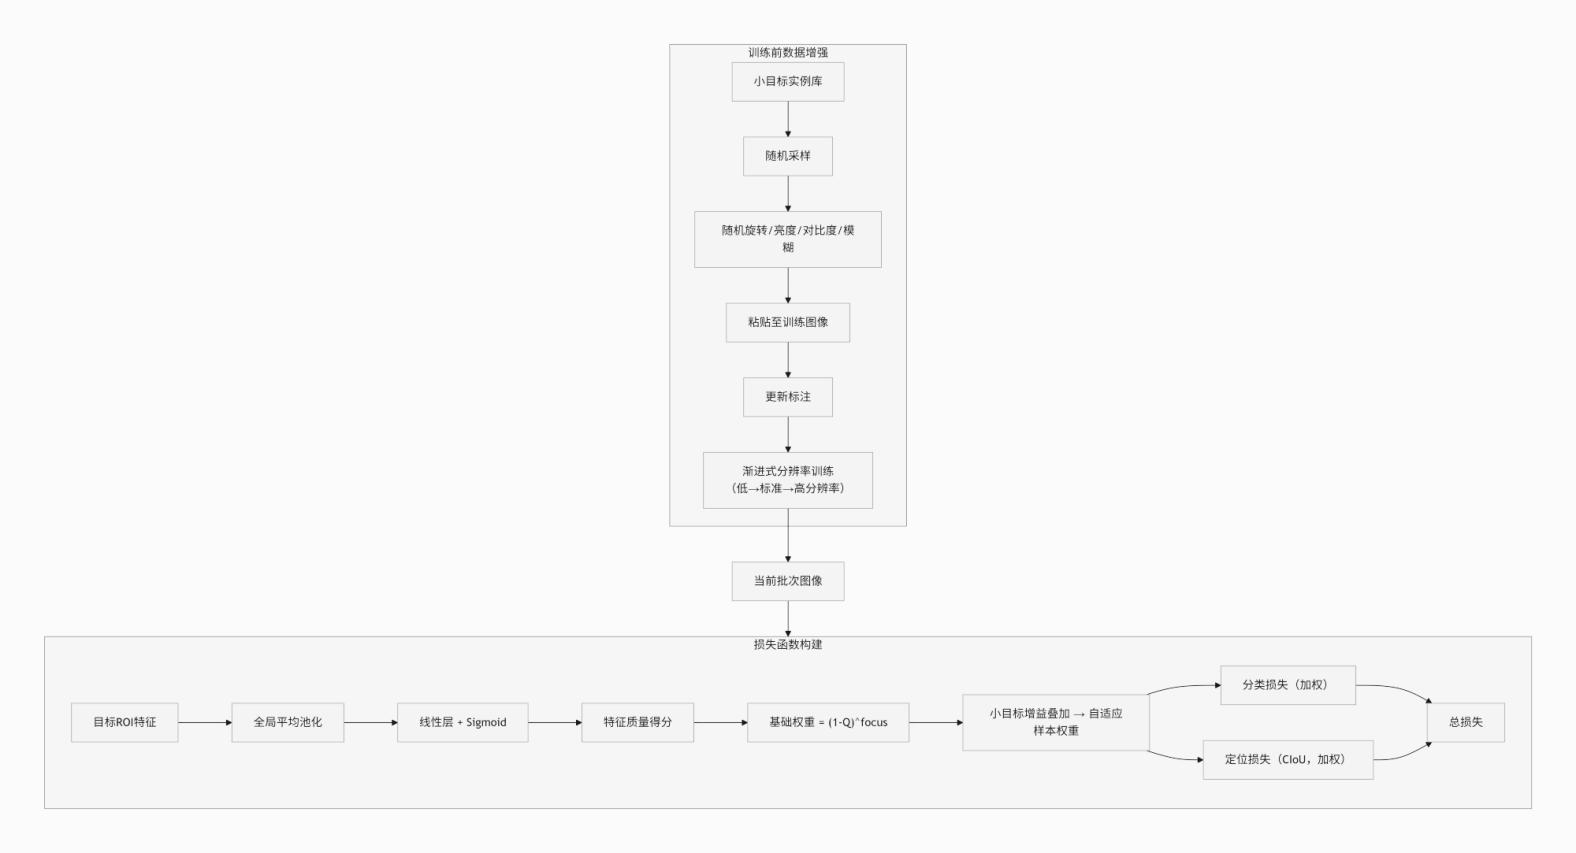 训练前数据增强
小目标实例库
随机采样
随机旋转/亮度/对比度/模
糊
粘贴至训练图像
更新标注
渐进式分辨率训练
（低→标准→高分辨率）
当前批次图像
损失函数构建
目标ROI特征
全局平均池化
线性层 + Sigmoid
特征质量得分
基础权重 = (1-Q)^focus
小目标增益叠加 → 自适应
样本权重
分类损失（加权）
定位损失（CIoU，加权）
总损失